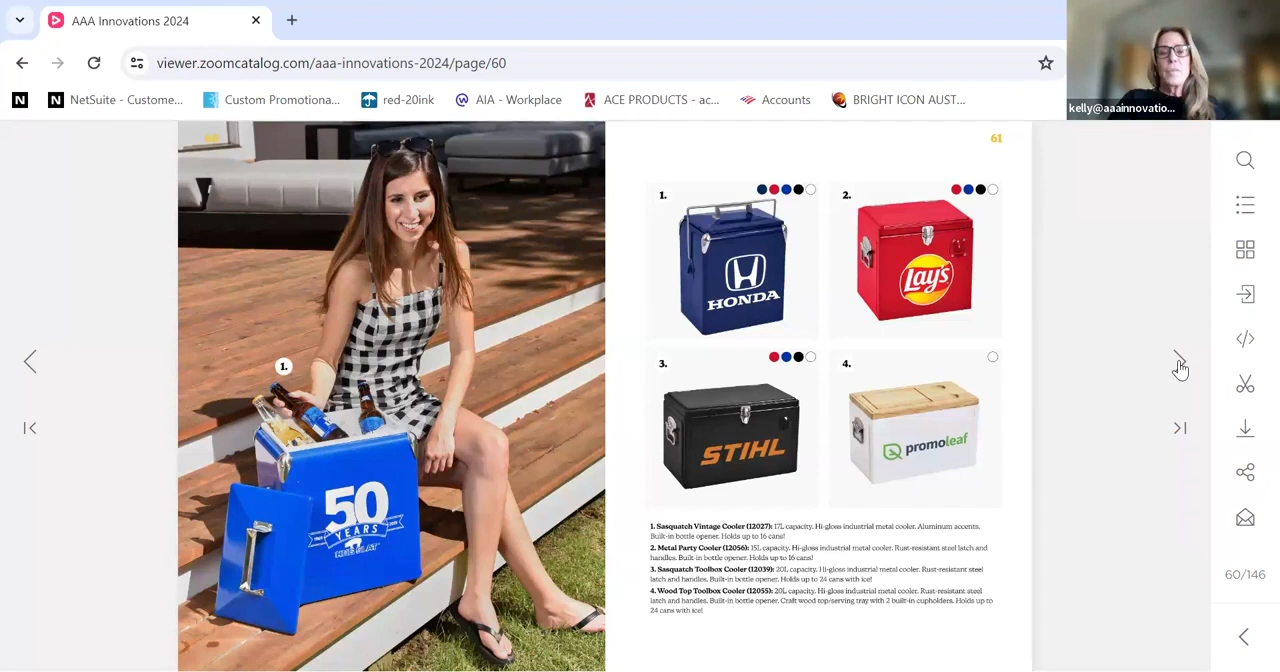 AAA Innovations 2024
viewer.zoomcatalog.com/aaa-innovations-2024/page/60
N
N NetSuite - Custome...
Custom Promotiona...
red-20ink
AIA - Workplace
ACE PRODUCTS - ac...
Accounts
BRIGHT ICON AUST...
kelly@aaainnovatio...
60
61
1.
50
YEARS
1.
HONDA
2.
Lay's
3.
STIHL
4.
promoleaf
1. Sasquatch Vintage Cooler (12027): 17L capacity. Hi-gloss industrial metal cooler. Aluminum accents.
Built-in bottle opener. Holds up to 16 cans!
2. Metal Party Cooler (12056): 15L capacity. Hi-gloss industrial metal cooler. Rust-resistant steel latch and
handles. Built-in bottle opener. Holds up to 16 cans!
3. Sasquatch Toolbox Cooler (12039): 20L capacity. Hi-gloss industrial metal cooler. Rust-resistant steel
latch and handles. Built-in bottle opener. Holds up to 24 cans with ice!
4. Wood Top Toolbox Cooler (12055): 20L capacity. Hi-gloss industrial metal cooler. Rust-resistant steel
latch and handles. Built-in bottle opener. Craft wood top/serving tray with 2 built-in cupholders. Holds up to
24 cans with ice!
60/146